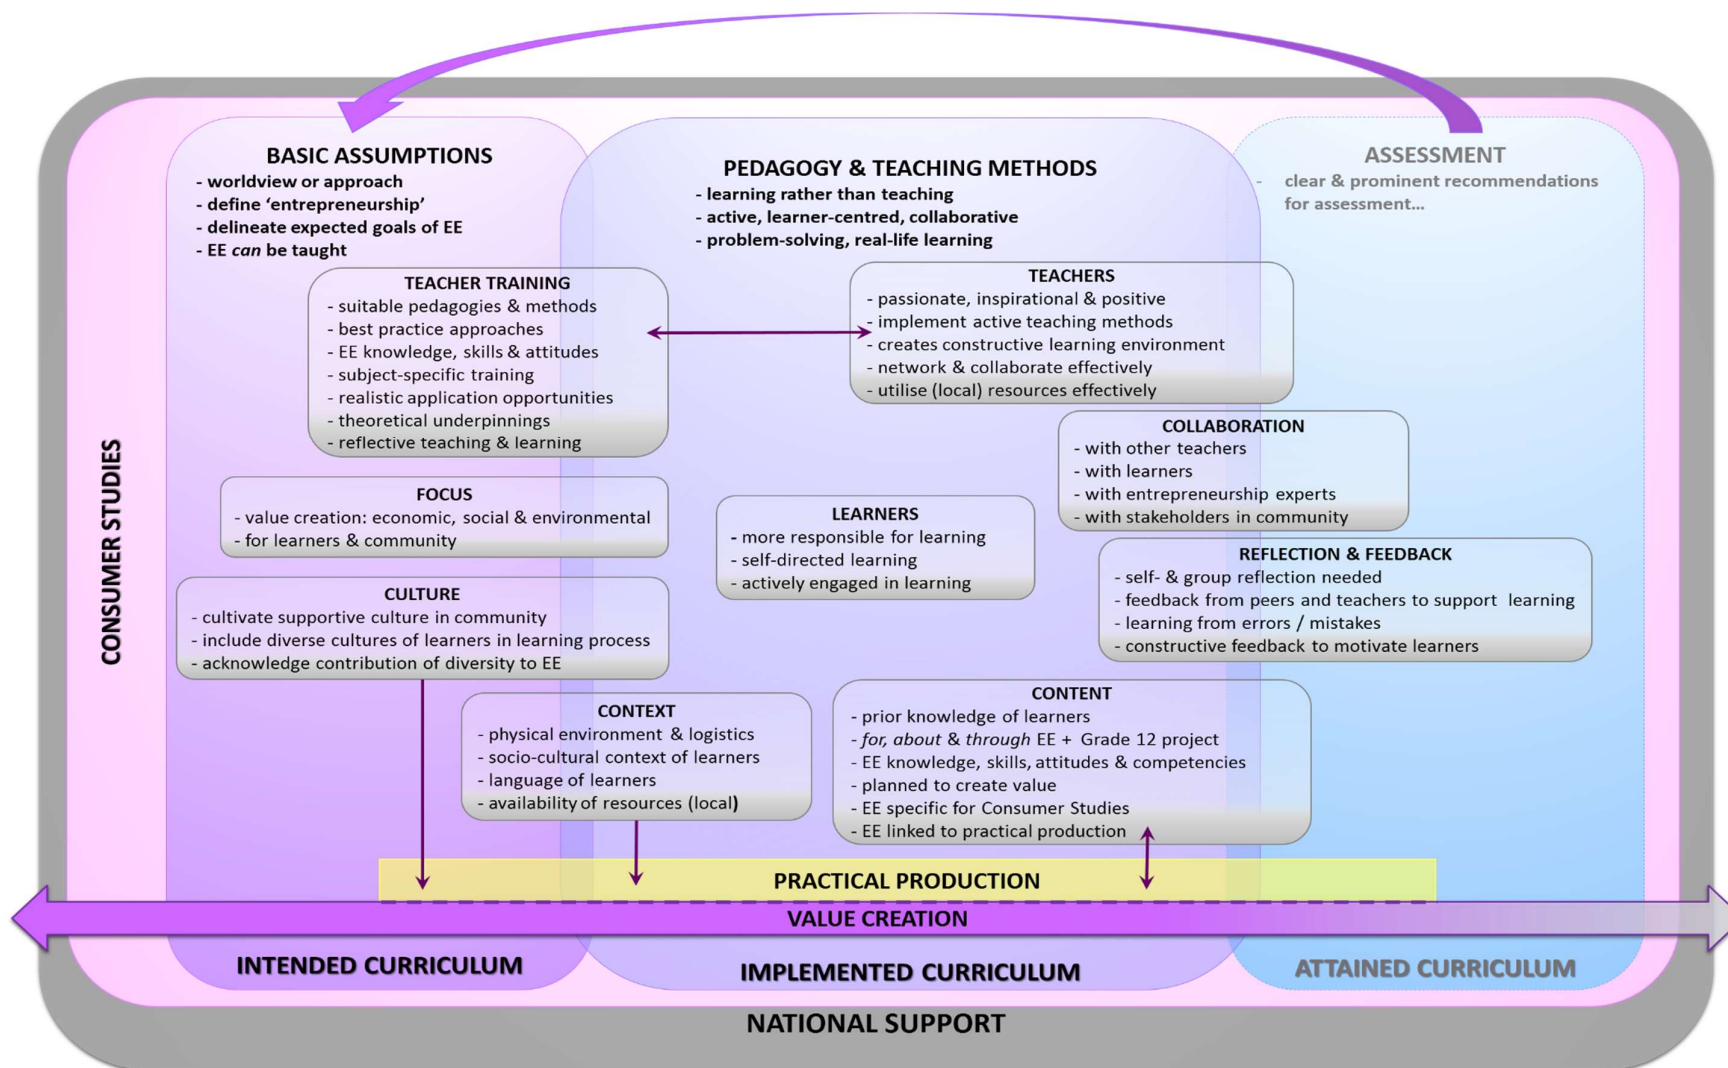 BASIC ASSUMPTIONS
- worldview or approach
- define ‘entrepreneurship’
- delineate expected goals of EE
- EE can be taught
PEDAGOGY & TEACHING METHODS
- learning rather than teaching
- active, learner-centred, collaborative
- problem-solving, real-life learning
ASSESSMENT
- clear & prominent recommendations
for assessment...
TEACHER TRAINING
- suitable pedagogies & methods
- best practice approaches
- EE knowledge, skills & attitudes
- subject-specific training
- realistic application opportunities
- theoretical underpinnings
- reflective teaching & learning
TEACHERS
- passionate, inspirational & positive
- implement active teaching methods
- creates constructive learning environment
- network & collaborate effectively
- utilise (local) resources effectively
COLLABORATION
- with other teachers
- with learners
- with entrepreneurship experts
- with stakeholders in community
FOCUS
- value creation: economic, social & environmental
- for learners & community
LEARNERS
- more responsible for learning
- self-directed learning
- actively engaged in learning
REFLECTION & FEEDBACK
- self- & group reflection needed
- feedback from peers and teachers to support learning
- learning from errors / mistakes
- constructive feedback to motivate learners
CULTURE
- cultivate supportive culture in community
- include diverse cultures of learners in learning process
- acknowledge contribution of diversity to EE
CONTEXT
- physical environment & logistics
- socio-cultural context of learners
- language of learners
- availability of resources (local)
CONTENT
- prior knowledge of learners
- for, about & through EE + Grade 12 project
- EE knowledge, skills, attitudes & competencies
- planned to create value
- EE specific for Consumer Studies
- EE linked to practical production
CONSUMER STUDIES
PRACTICAL PRODUCTION
VALUE CREATION
INTENDED CURRICULUM
IMPLEMENTED CURRICULUM
ATTAINED CURRICULUM
NATIONAL SUPPORT